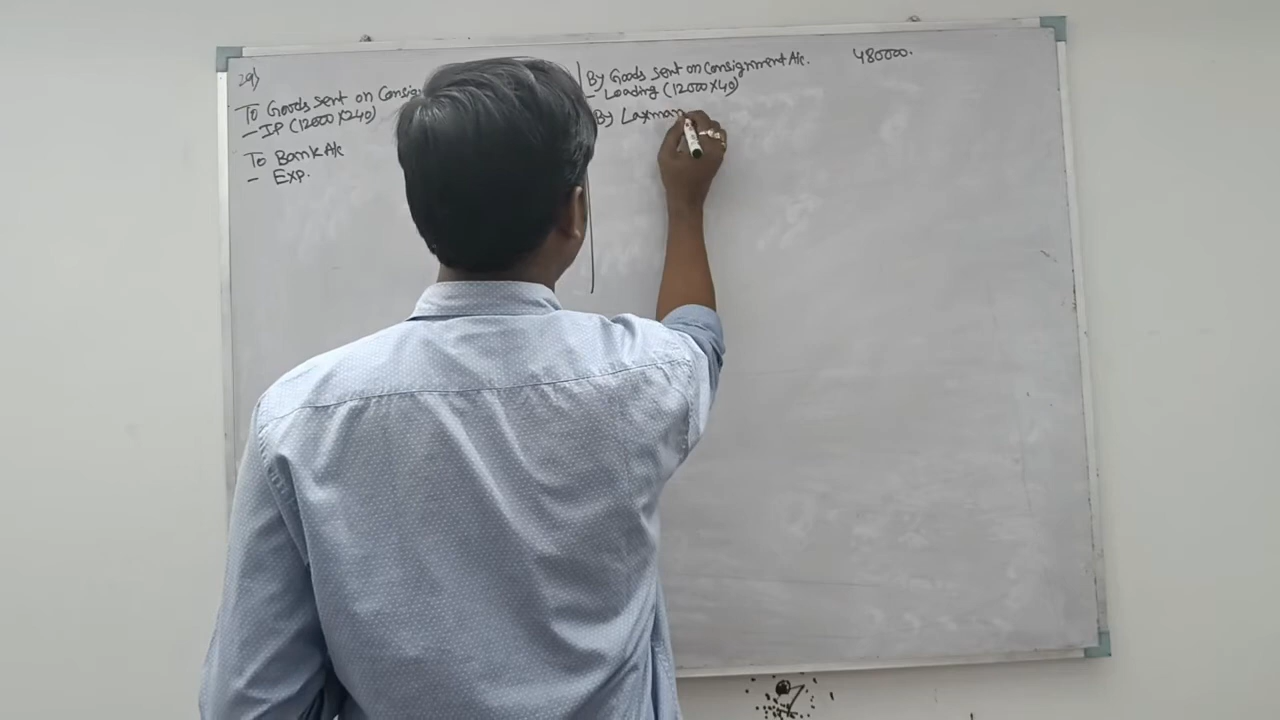 29)
To Goods sent on Consig
- IP (12000 x 240)
To Bank A/c
- Exp.
By Goods sent on Consignment A/c. 480000.
- Loading (12000 x 40)
By Laxman